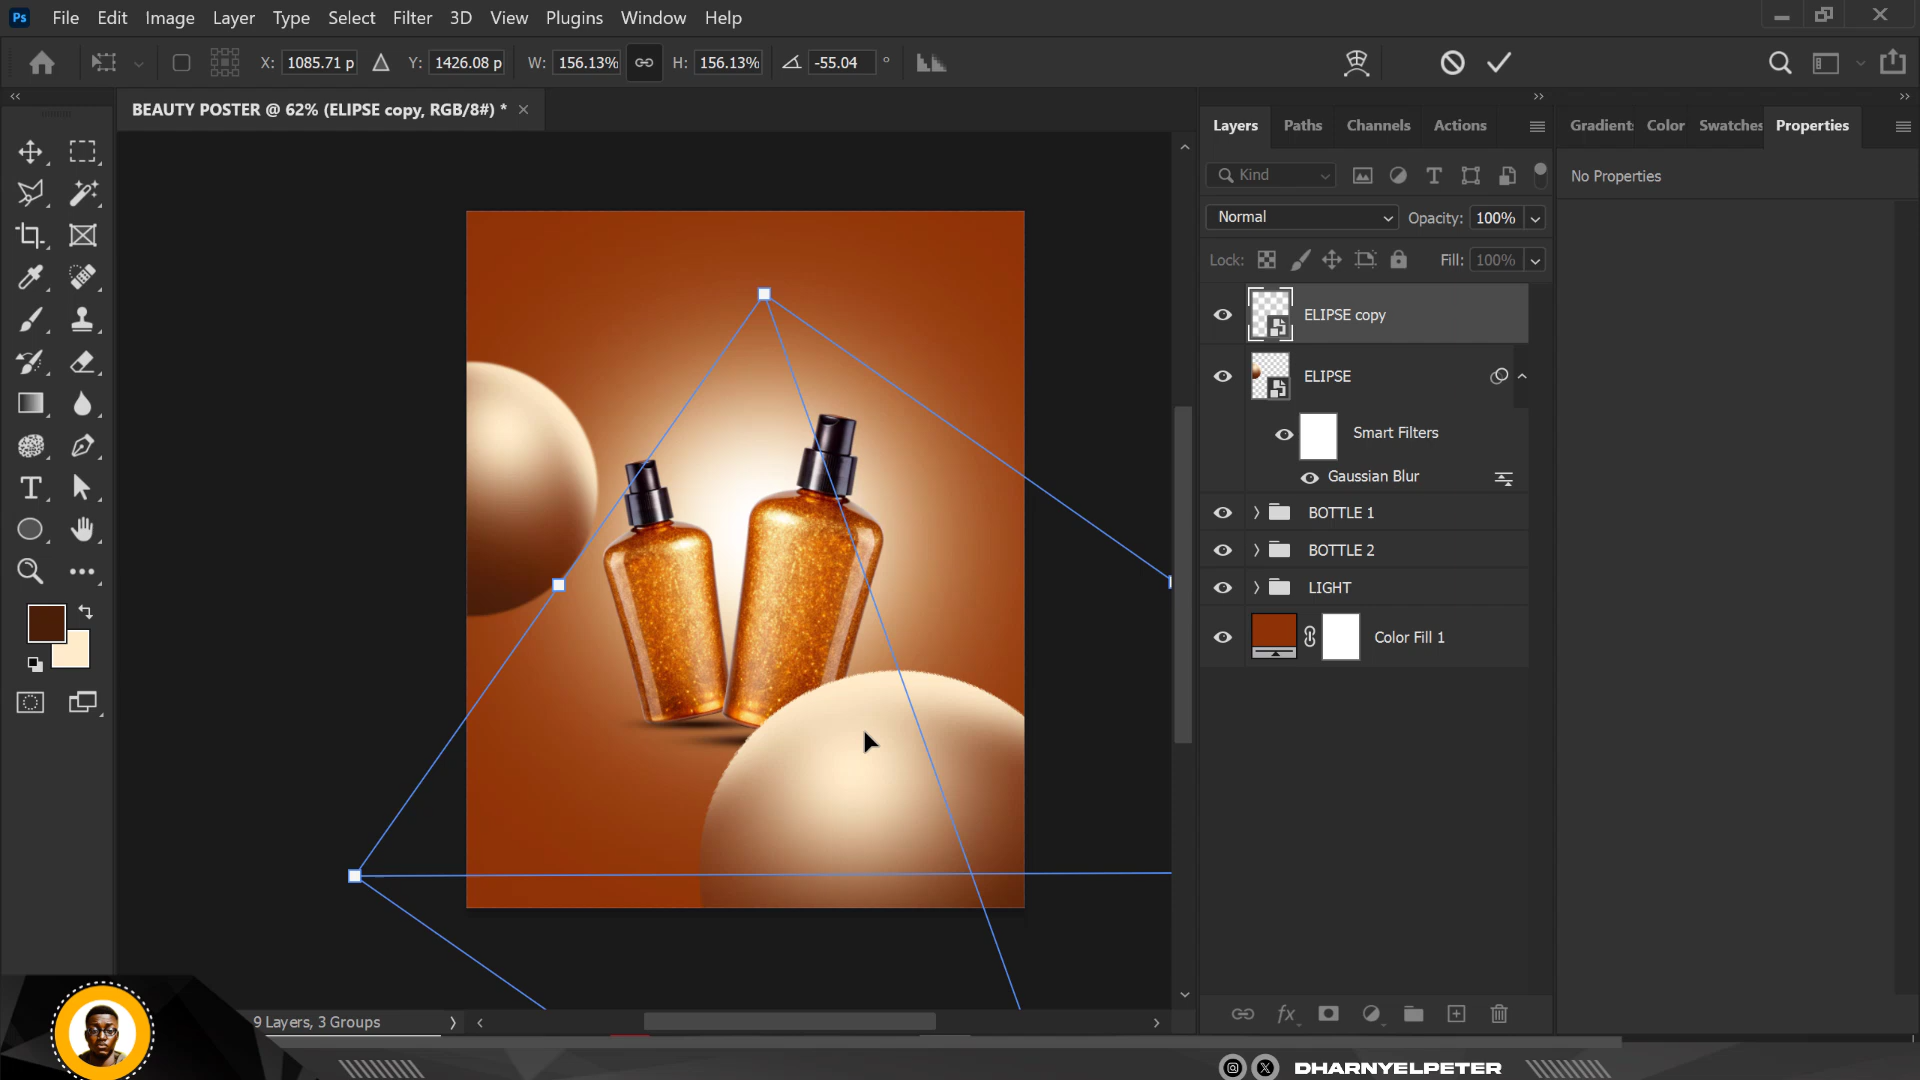 Ps File Edit Image Layer Type Select Filter 3D View Plugins Window Help
X: 1085.71 p Y: 1426.08 p W: 156.13% H: 156.13% -55.04 °
BEAUTY POSTER @ 62% (ELIPSE copy, RGB/8#) * ×
Layers Paths Channels Actions
Gradient Color Swatches Properties
Kind
No Properties
Normal Opacity: 100%
Lock: Fill: 100%
ELIPSE copy
ELIPSE
Smart Filters
Gaussian Blur
BOTTLE 1
BOTTLE 2
LIGHT
Color Fill 1
9 Layers, 3 Groups
DHARNYELPETER